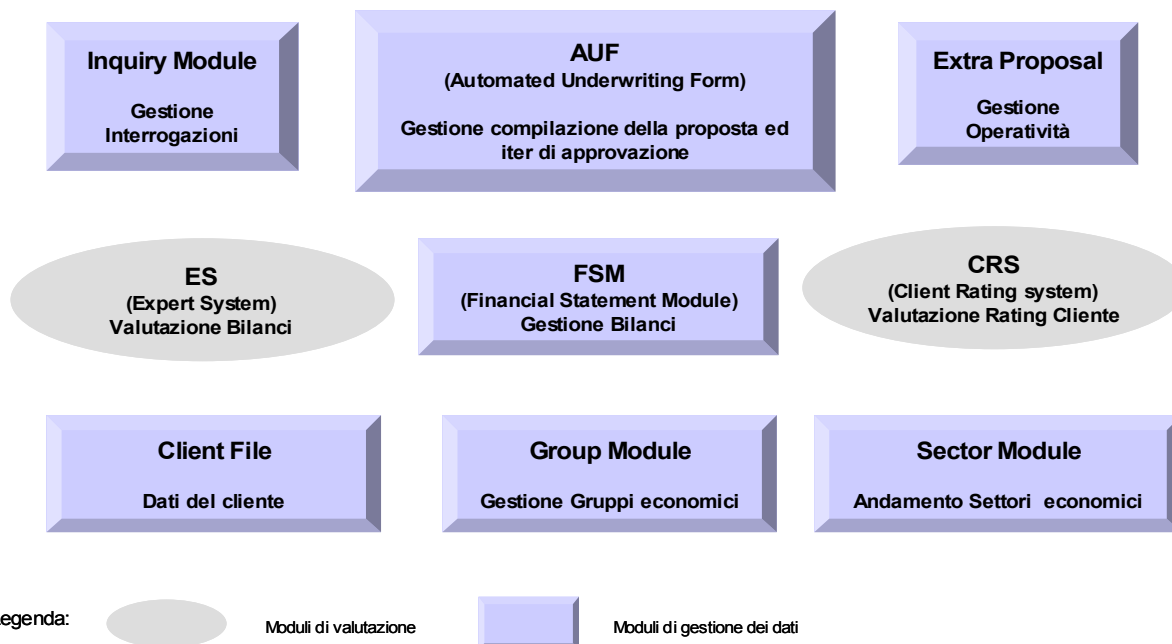 Inquiry Module
Gestione
Interrogazioni
AUF
(Automated Underwriting Form)
Gestione compilazione della proposta ed
iter di approvazione
Extra Proposal
Gestione
Operatività
ES
(Expert System)
Valutazione Bilanci
FSM
(Financial Statement Module)
Gestione Bilanci
CRS
(Client Rating system)
Valutazione Rating Cliente
Client File
Dati del cliente
Group Module
Gestione Gruppi economici
Sector Module
Andamento Settori economici
egenda:
Moduli di valutazione
Moduli di gestione dei dati